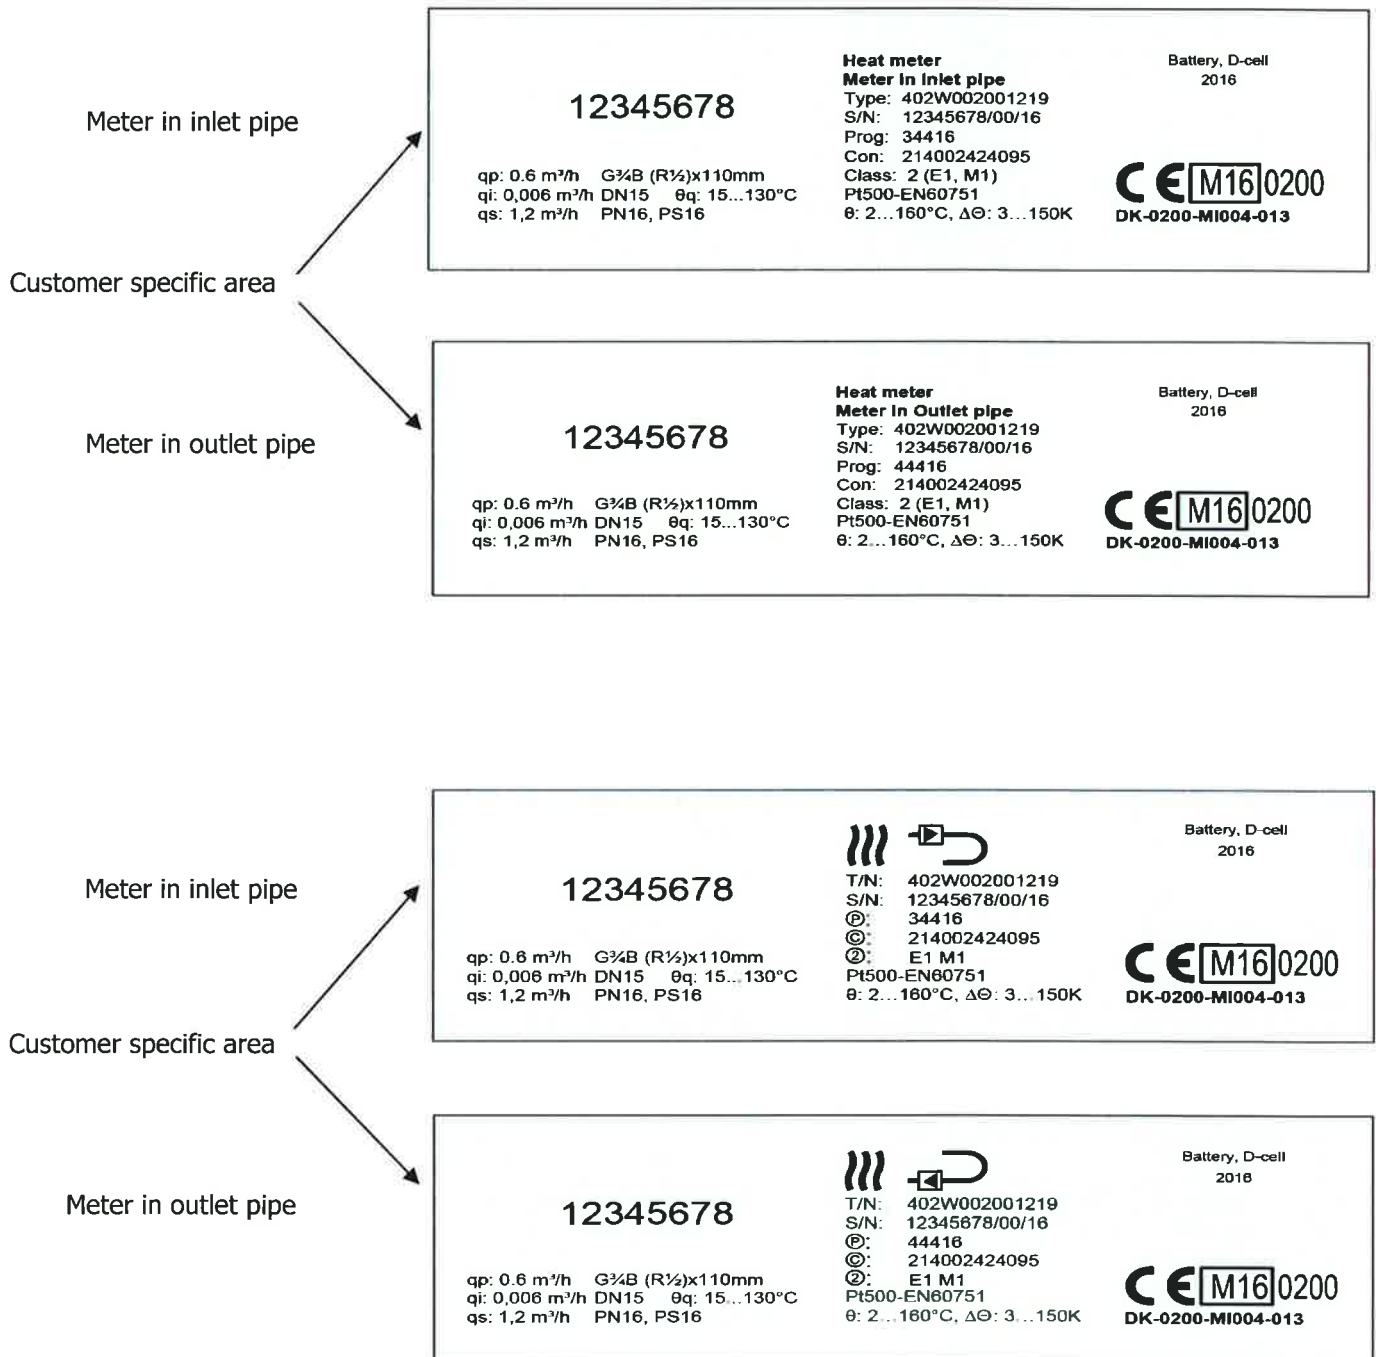 Meter in inlet pipe
Customer specific area
Meter in outlet pipe
12345678
qp: 0.6 m³/h G¾B (R½)x110mm
qi: 0,006 m³/h DN15 θq: 15...130°C
qs: 1,2 m³/h PN16, PS16
Heat meter
Meter in Inlet pipe
Type: 402W002001219
S/N: 12345678/00/16
Prog: 34416
Con: 214002424095
Class: 2 (E1, M1)
Pt500-EN60751
θ: 2...160°C, ΔΘ: 3...150K
Battery, D-cell
2016
CE M16 0200
DK-0200-MI004-013
12345678
qp: 0.6 m³/h G¾B (R½)x110mm
qi: 0,006 m³/h DN15 θq: 15...130°C
qs: 1,2 m³/h PN16, PS16
Heat meter
Meter in Outlet pipe
Type: 402W002001219
S/N: 12345678/00/16
Prog: 44416
Con: 214002424095
Class: 2 (E1, M1)
Pt500-EN60751
θ: 2...160°C, ΔΘ: 3...150K
Battery, D-cell
2016
CE M16 0200
DK-0200-MI004-013
Meter in inlet pipe
Customer specific area
Meter in outlet pipe
12345678
qp: 0.6 m³/h G¾B (R½)x110mm
qi: 0,006 m³/h DN15 θq: 15...130°C
qs: 1,2 m³/h PN16, PS16
T/N: 402W002001219
S/N: 12345678/00/16
Ⓟ: 34416
©: 214002424095
②: E1 M1
Pt500-EN60751
θ: 2...160°C, ΔΘ: 3...150K
Battery, D-cell
2016
CE M16 0200
DK-0200-MI004-013
12345678
qp: 0.6 m³/h G¾B (R½)x110mm
qi: 0,006 m³/h DN15 θq: 15...130°C
qs: 1,2 m³/h PN16, PS16
T/N: 402W002001219
S/N: 12345678/00/16
Ⓟ: 44416
©: 214002424095
②: E1 M1
Pt500-EN60751
θ: 2...160°C, ΔΘ: 3...150K
Battery, D-cell
2016
CE M16 0200
DK-0200-MI004-013